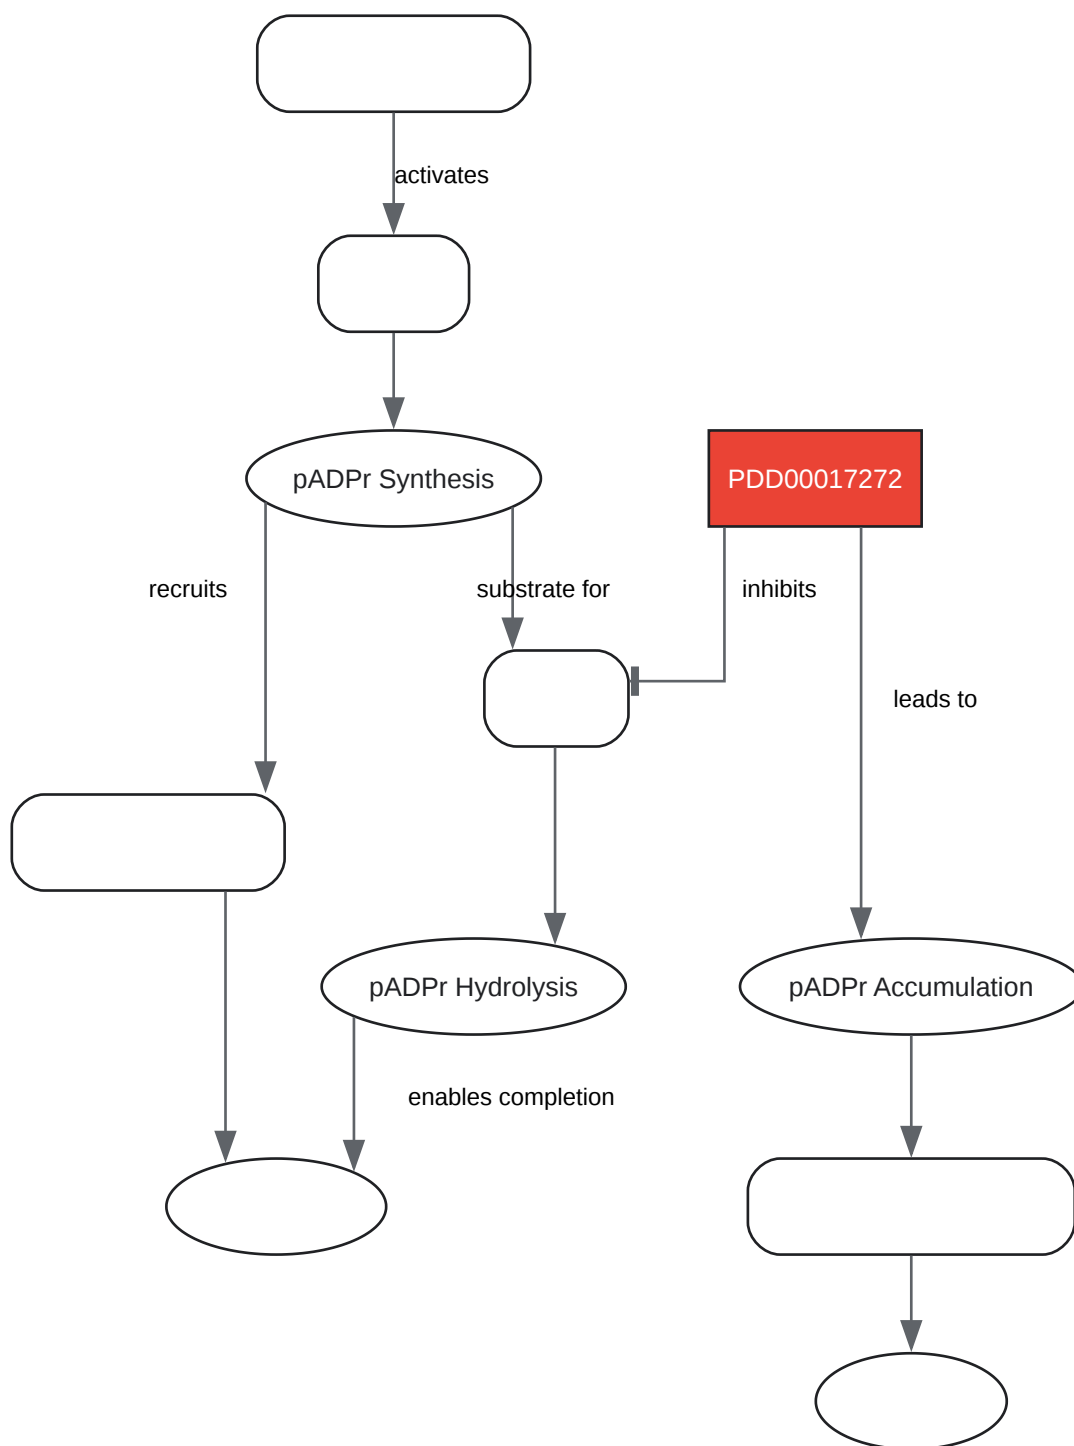 activates
pADPr Synthesis
PDD00017272
recruits
substrate for
inhibits
leads to
pADPr Hydrolysis
pADPr Accumulation
enables completion